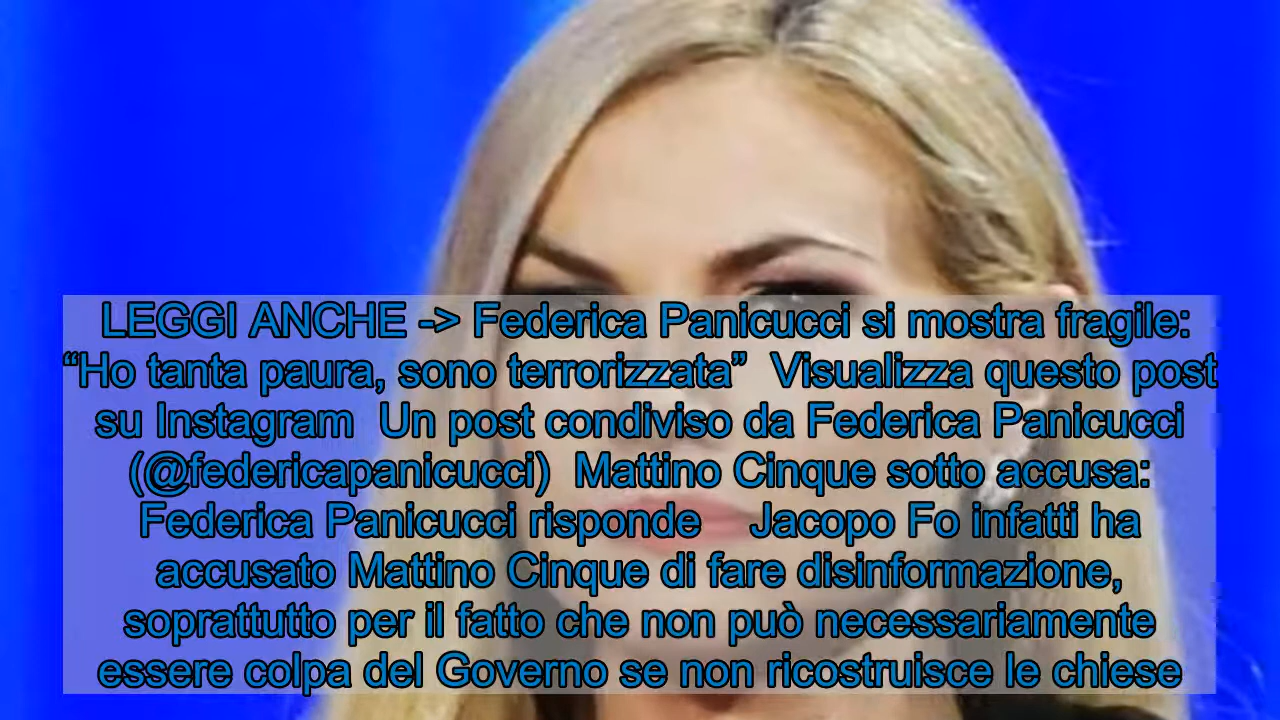 LEGGI ANCHE -> Federica Panicucci si mostra fragile:
“Ho tanta paura, sono terrorizzata”  Visualizza questo post
su Instagram  Un post condiviso da Federica Panicucci
(@federicapanicucci)  Mattino Cinque sotto accusa:
Federica Panicucci risponde    Jacopo Fo infatti ha
accusato Mattino Cinque di fare disinformazione,
soprattutto per il fatto che non può necessariamente
essere colpa del Governo se non ricostruisce le chiese